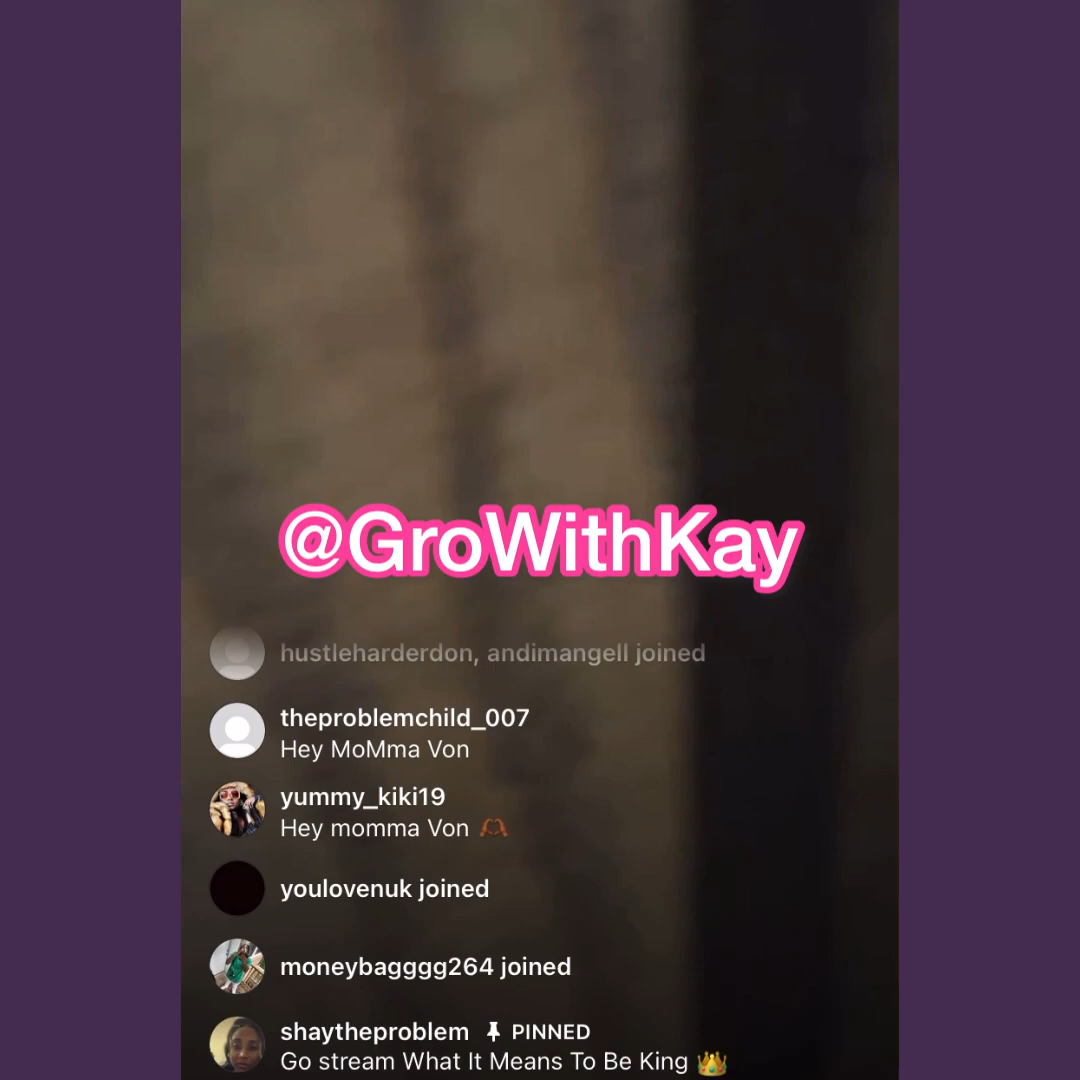 @GroWithKay
hustleharderdon, andimangell joined
theproblemchild_007
Hey MoMma Von
yummy_kiki19
Hey momma Von 🫶🏾
youlovenuk joined
moneybagggg264 joined
shaytheproblem 📌 PINNED
Go stream What It Means To Be King 👑